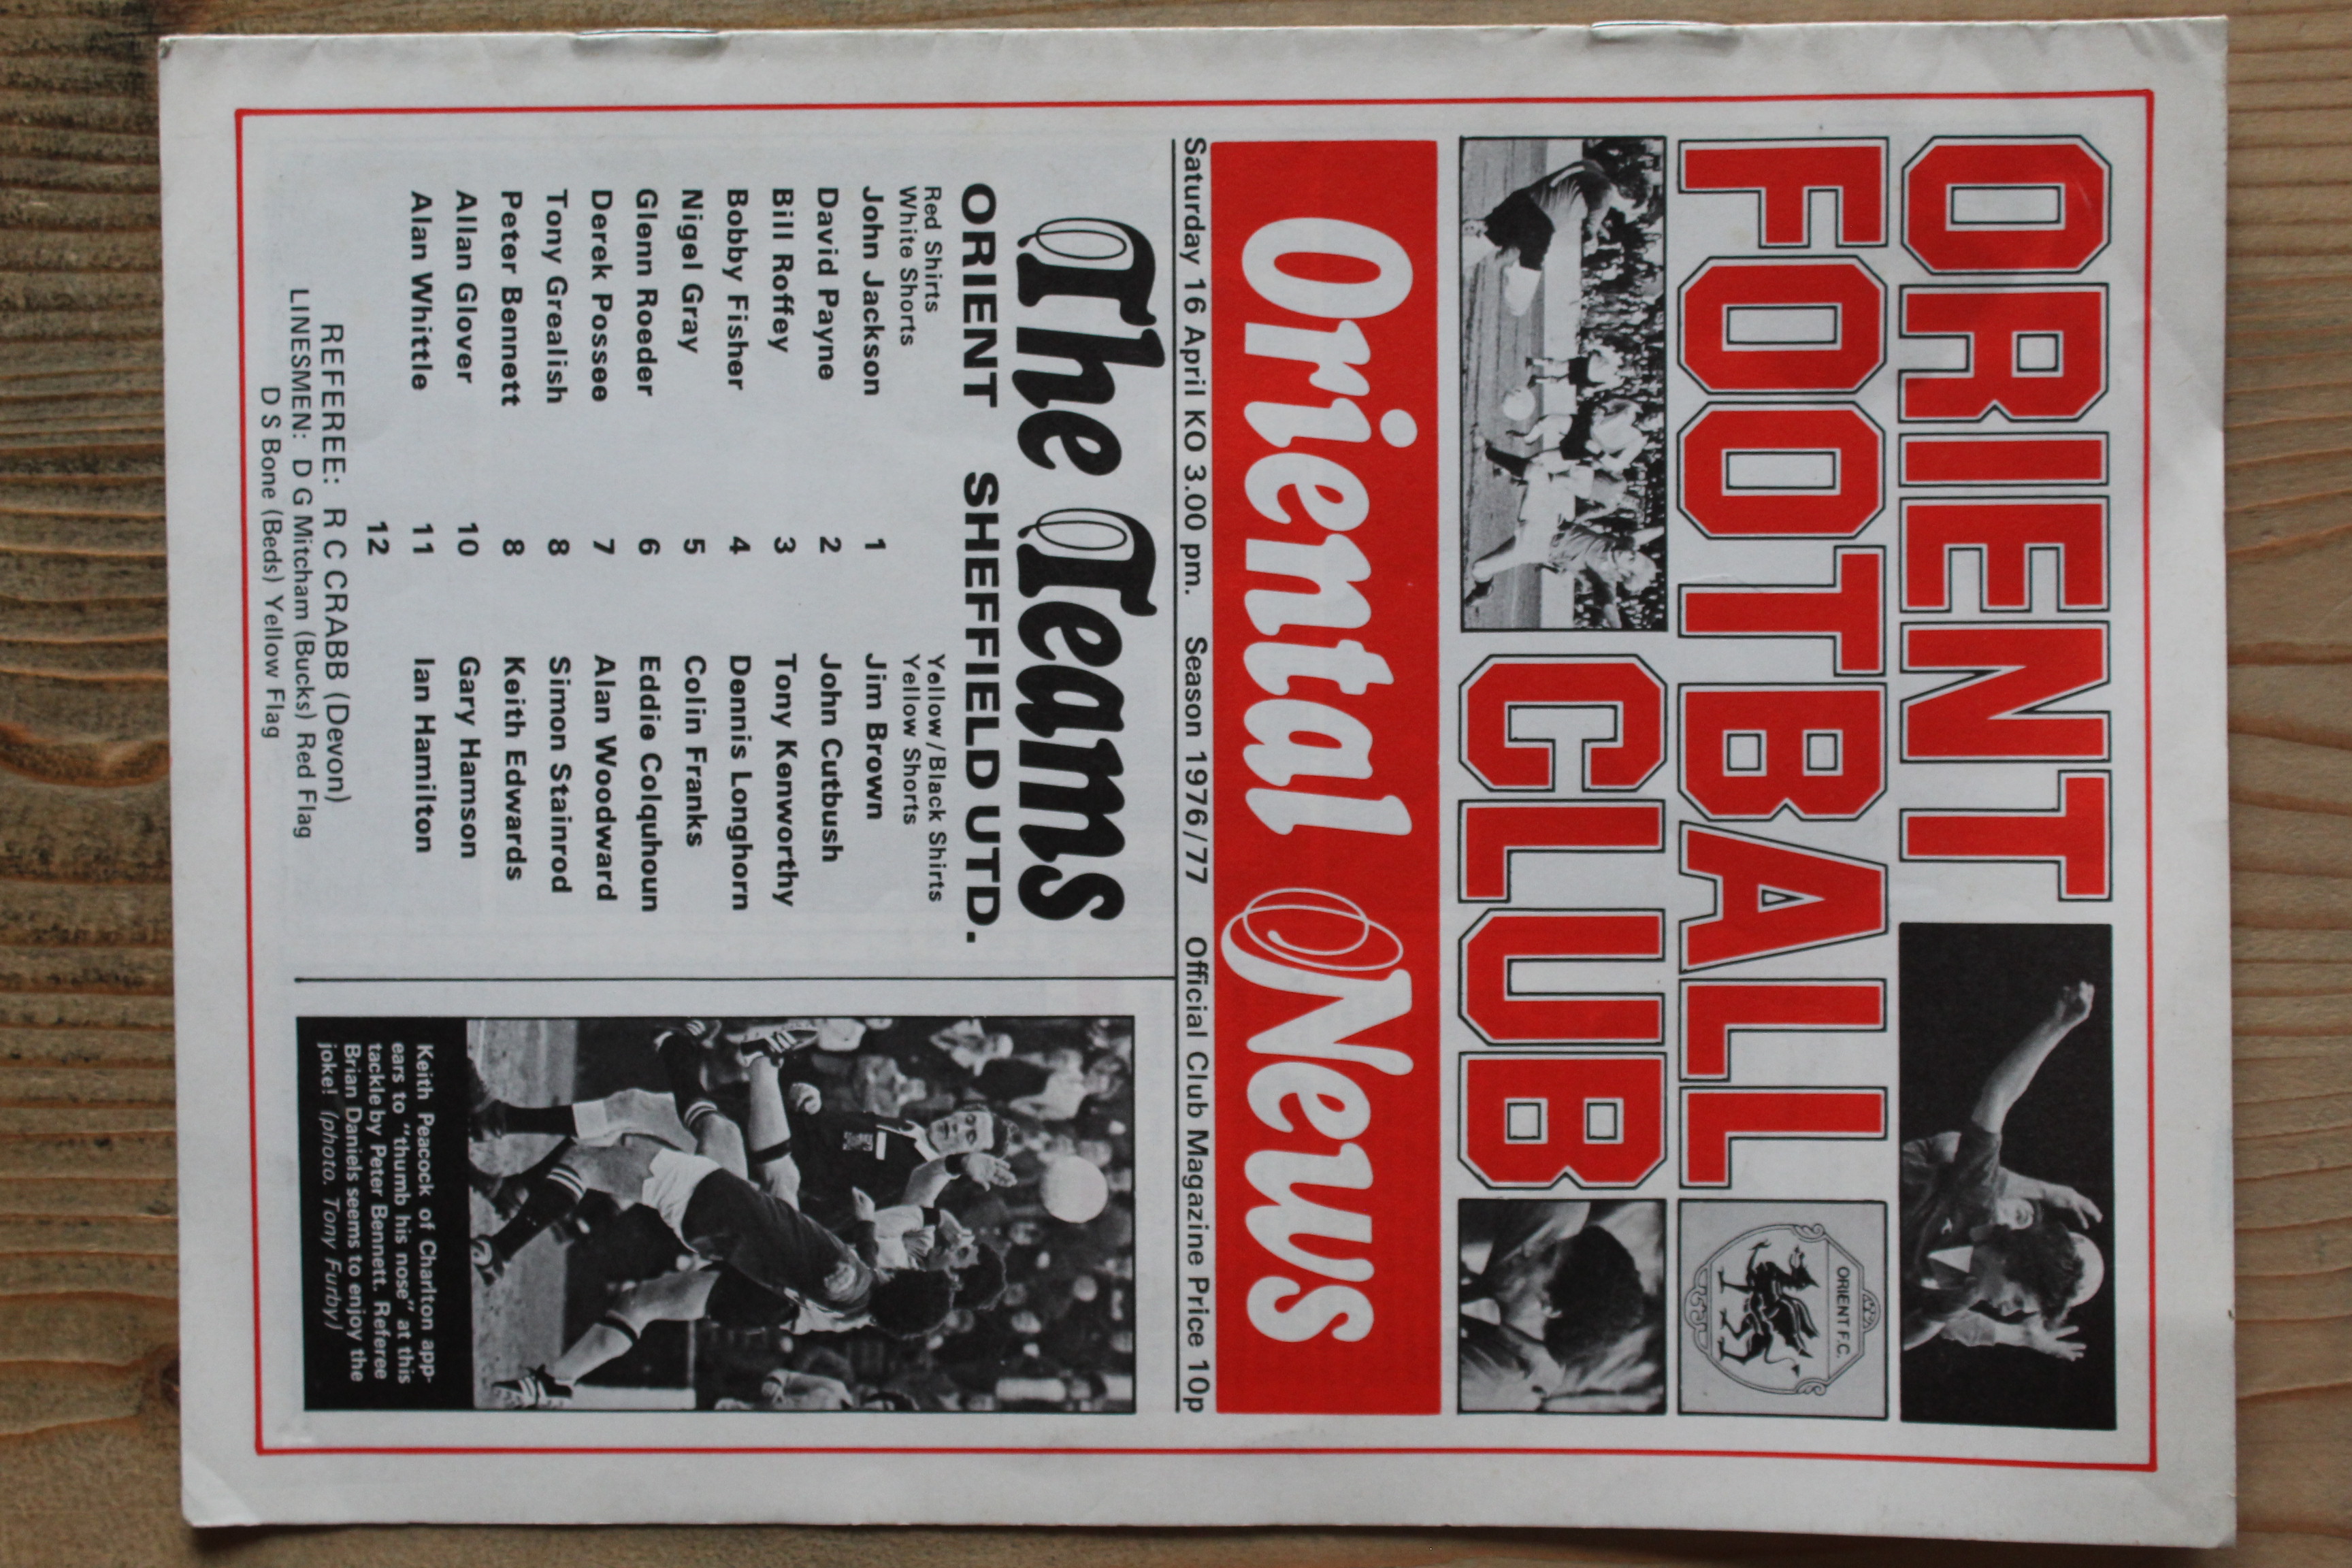 ORIENT
FOOTBALL
ORIENT F.C.
CLUB
Oriental News
Saturday 16 April KO 3.00 pm. Season 1976/77 Official Club Magazine Price 10p
The Teams
ORIENT SHEFFIELD UTD.
Red Shirts Yellow/Black Shirts
White Shorts Yellow Shorts
John Jackson 1 Jim Brown
David Payne 2 John Cutbush
Bill Roffey 3 Tony Kenworthy
Bobby Fisher 4 Dennis Longhorn
Nigel Gray 5 Colin Franks
Glenn Roeder 6 Eddie Colquhoun
Derek Possee 7 Alan Woodward
Tony Grealish 8 Simon Stainrod
Peter Bennett 8 Keith Edwards
Allan Glover 10 Gary Hamson
Alan Whittle 11 Ian Hamilton
12
REFEREE: R C CRABB (Devon)
LINESMEN: D G Mitcham (Bucks) Red Flag
D S Bone (Beds) Yellow Flag
Keith Peacock of Charlton app-
ears to "thumb his nose" at this
tackle by Peter Bennett. Referee
Brian Daniels seems to enjoy the
joke! (photo. Tony Furby)